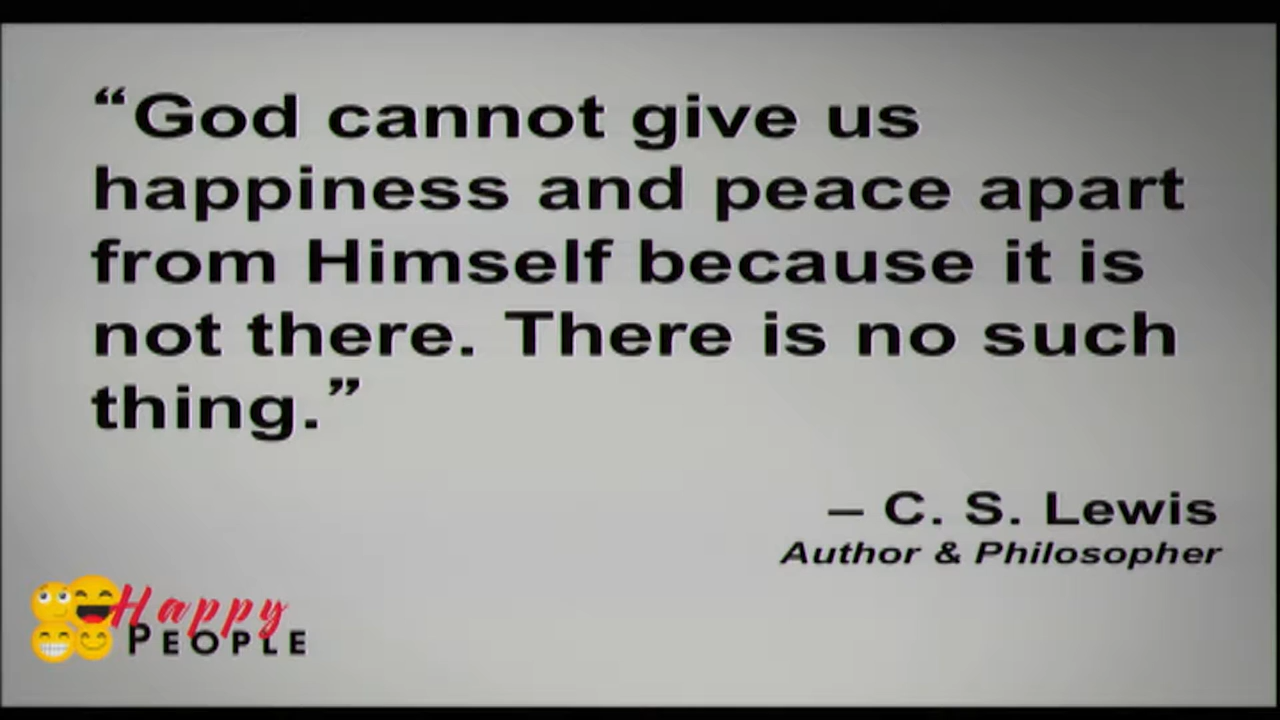 “God cannot give us
happiness and peace apart
from Himself because it is
not there. There is no such
thing.”
– C. S. Lewis
Author & Philosopher
Happy
PEOPLE